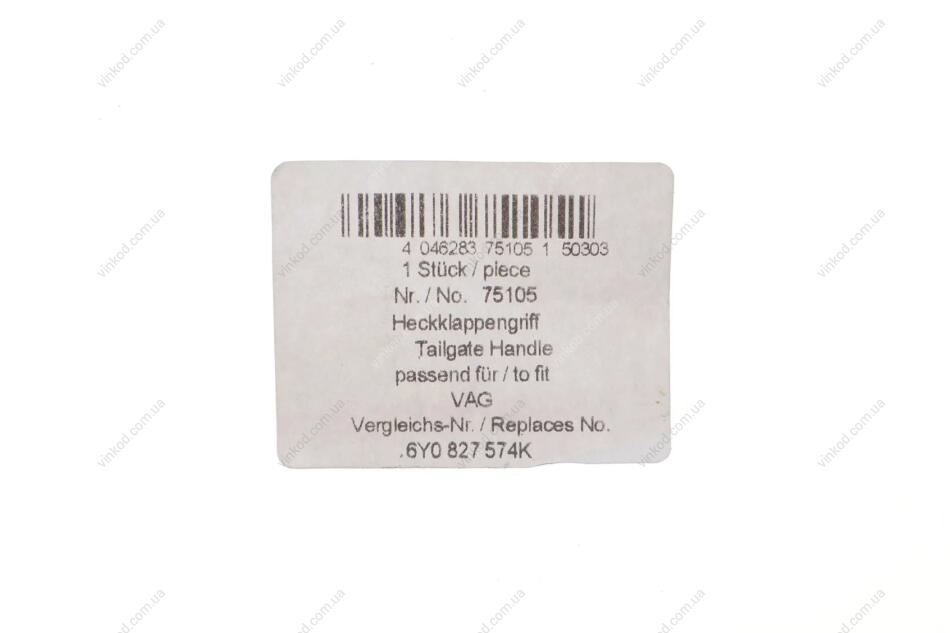 4 046283 75105 1 50303
1 Stück / piece
Nr. / No. 75105
Heckklappengriff
Tailgate Handle
passend für / to fit
VAG
Vergleichs-Nr. / Replaces No.
.6Y0 827 574K
vinkod.com.ua